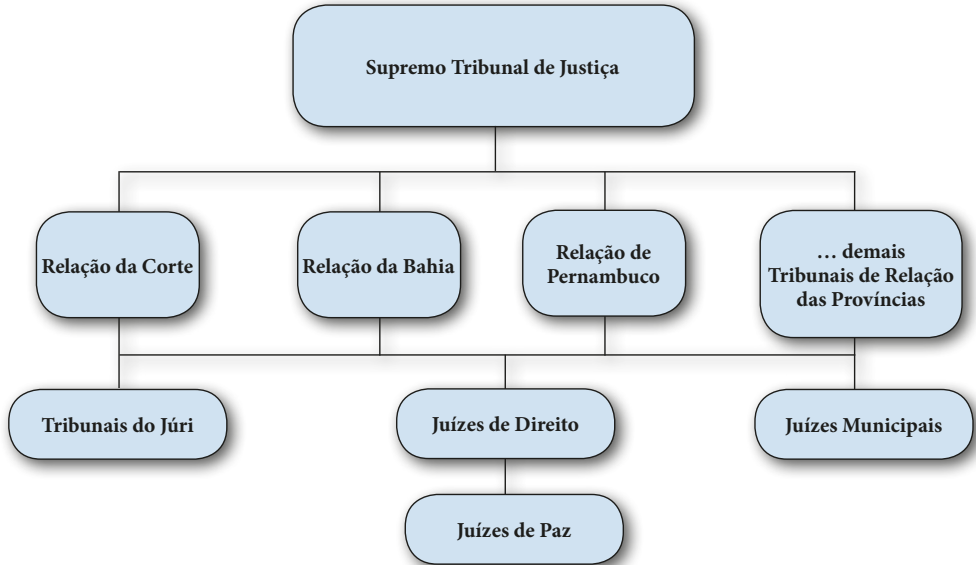 Supremo Tribunal de Justiça
Relação da Corte
Relação da Bahia
Relação de
Pernambuco
… demais
Tribunais de Relação
das Províncias
Tribunais do Júri
Juízes de Direito
Juízes Municipais
Juízes de Paz